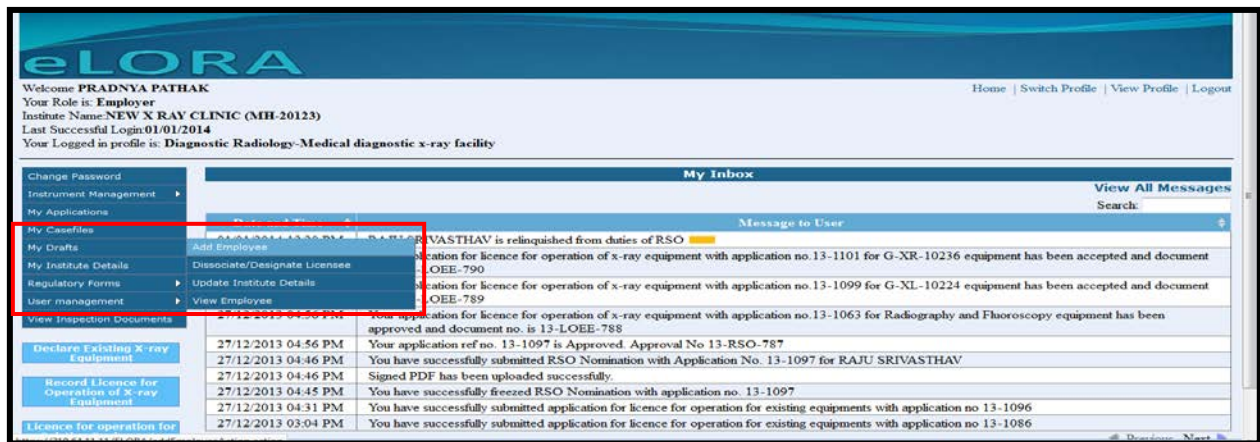 eLORA
Welcome PRADNYA PATHAK
Your Role is: Employer
Institute Name:NEW X RAY CLINIC (MH-20123)
Last Successful Login:01/01/2014
Your Logged in profile is: Diagnostic Radiology-Medical diagnostic x-ray facility
Home | Switch Profile | View Profile | Logout
Change Password
Instrument Management
My Applications
My Casefiles
My Drafts
My Institute Details
Regulatory Forms
User management
View Inspection Documents
Add Employee
Dissociate/Designate Licensee
Update Institute Details
View Employee
Declare Existing X-ray
Equipment
Record Licence for
Operation of X-ray
Equipment
Licence for operation for
My Inbox
View All Messages
Search:
Message to User
SRIVASTHAV is relinquished from duties of RSO
for licence for operation of x-ray equipment with application no.13-1101 for G-XR-10236 equipment has been accepted and document
LOEE-790
for licence for operation of x-ray equipment with application no.13-1099 for G-XL-10224 equipment has been accepted and document
LOEE-789
27/12/2013 04:56 PM Your application for licence for operation of x-ray equipment with application no.13-1063 for Radiography and Fluoroscopy equipment has been
approved and document no. is 13-LOEE-788
27/12/2013 04:56 PM Your application ref no. 13-1097 is Approved. Approval No 13-RSO-787
27/12/2013 04:46 PM You have successfully submitted RSO Nomination with Application No. 13-1097 for RAJU SRIVASTHAV
27/12/2013 04:46 PM Signed PDF has been uploaded successfully.
27/12/2013 04:45 PM You have successfully freezed RSO Nomination with application no. 13-1097
27/12/2013 04:31 PM You have successfully submitted application for licence for operation for existing equipments with application no 13-1096
27/12/2013 03:04 PM You have successfully submitted application for licence for operation for existing equipments with application no 13-1086
Previous Next